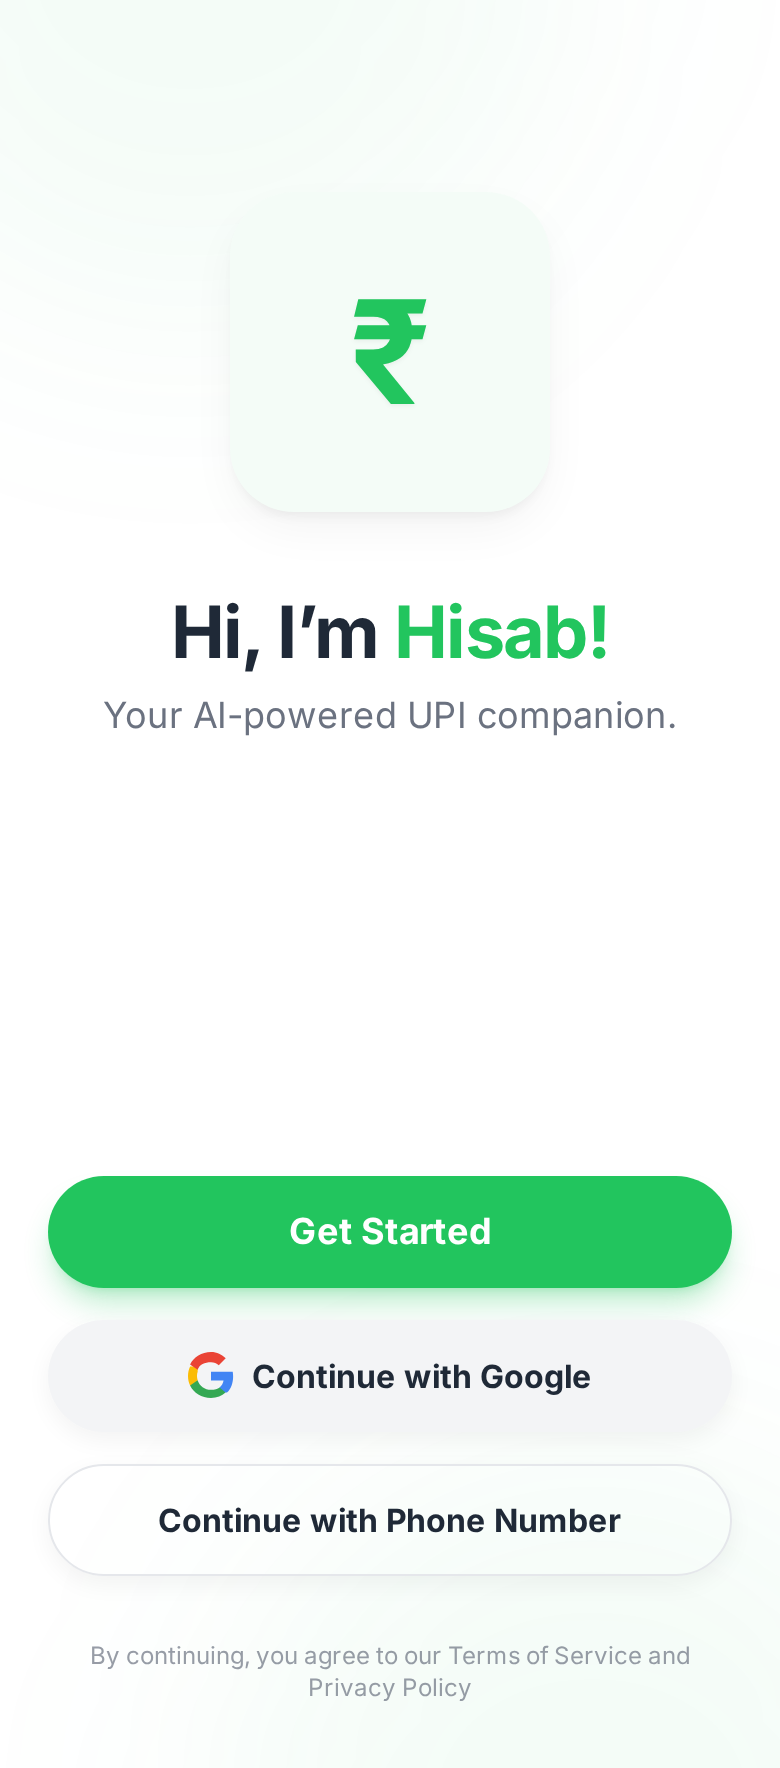 ₹
Hi, I’m Hisab!
Your AI-powered UPI companion.
Get Started
Continue with Google
Continue with Phone Number
By continuing, you agree to our Terms of Service and
Privacy Policy